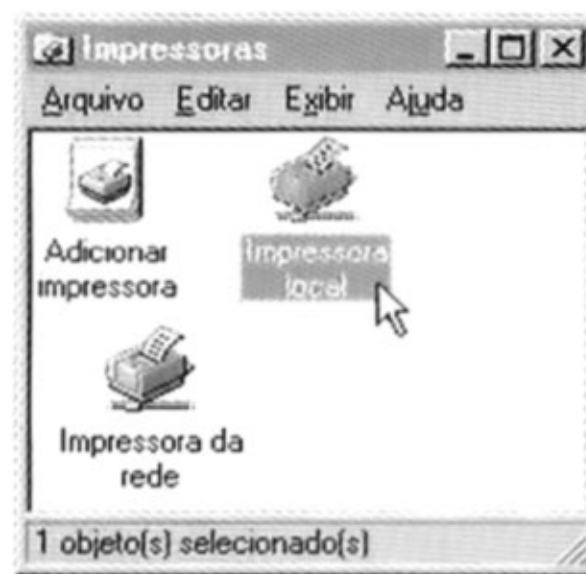 Impressoras
Arquivo Editar Exibir Ajuda
Adicionar
impressora
Impressora
local
Impressora da
rede
1 objeto(s) selecionado(s)